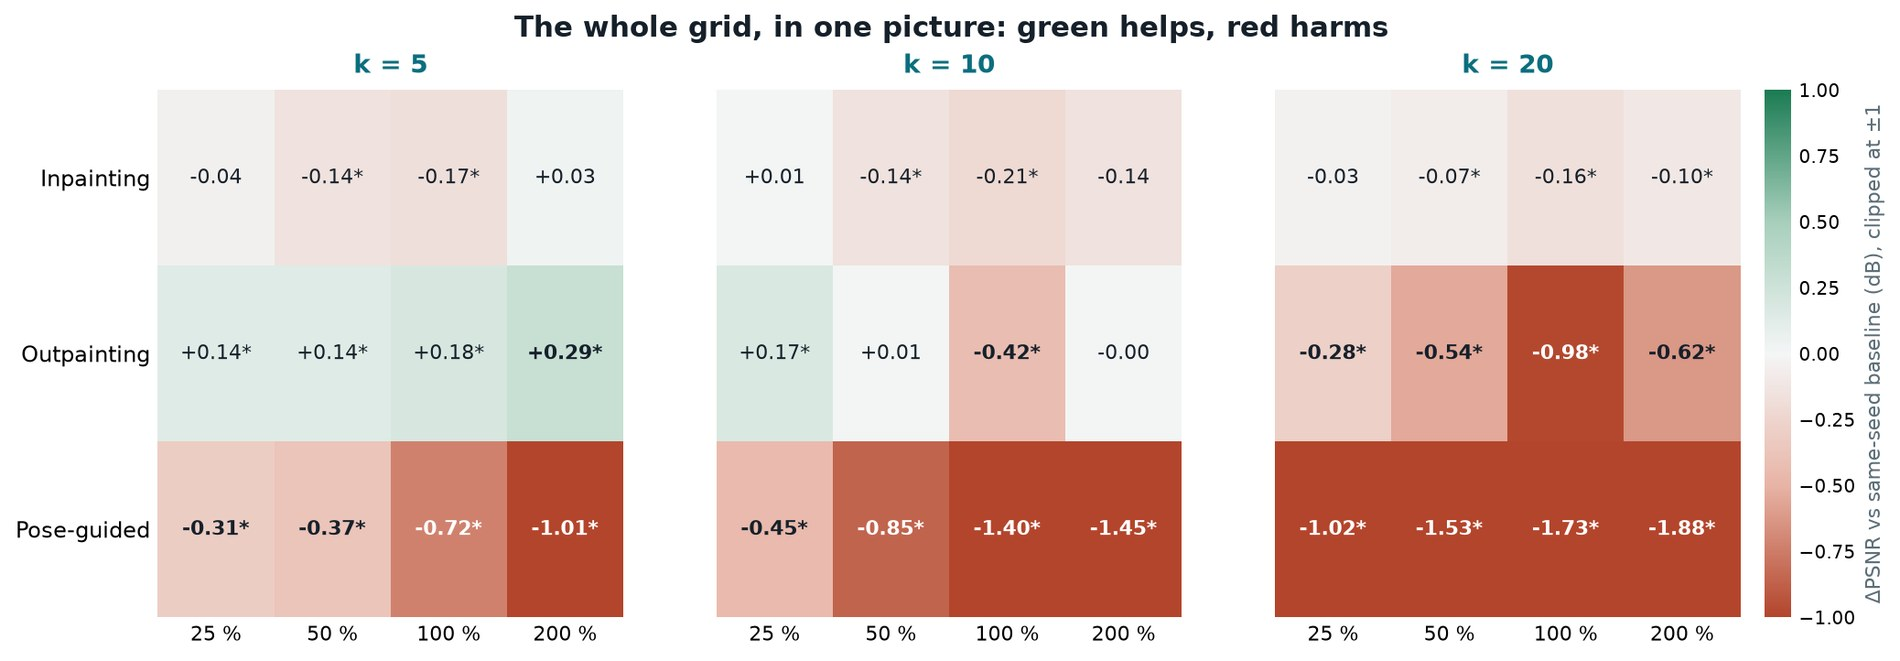 The whole grid, in one picture: green helps, red harms
k = 5 k = 10 k = 20
Inpainting -0.04 -0.14* -0.17* +0.03 +0.01 -0.14* -0.21* -0.14 -0.03 -0.07* -0.16* -0.10*
Outpainting +0.14* +0.14* +0.18* +0.29* +0.17* +0.01 -0.42* -0.00 -0.28* -0.54* -0.98* -0.62*
Pose-guided -0.31* -0.37* -0.72* -1.01* -0.45* -0.85* -1.40* -1.45* -1.02* -1.53* -1.73* -1.88*
25 % 50 % 100 % 200 % 25 % 50 % 100 % 200 % 25 % 50 % 100 % 200 %
1.00
0.75
0.50
0.25
0.00
−0.25
−0.50
−0.75
−1.00
ΔPSNR vs same-seed baseline (dB), clipped at ±1